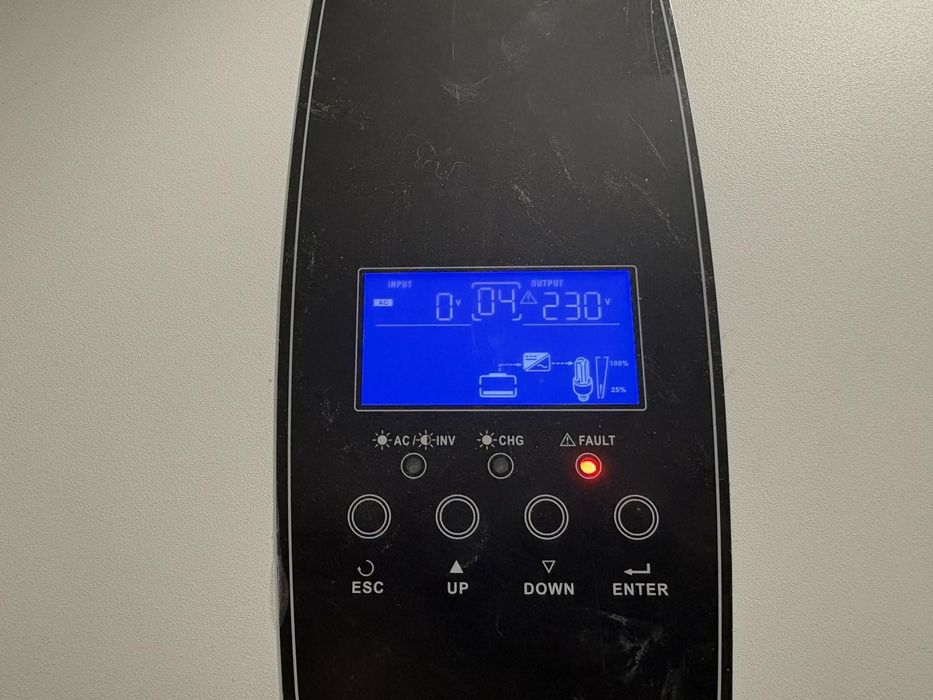 INPUT OUTPUT
AC 0V 04 230V
100%
25%
AC/ INV CHG FAULT
ESC UP DOWN ENTER